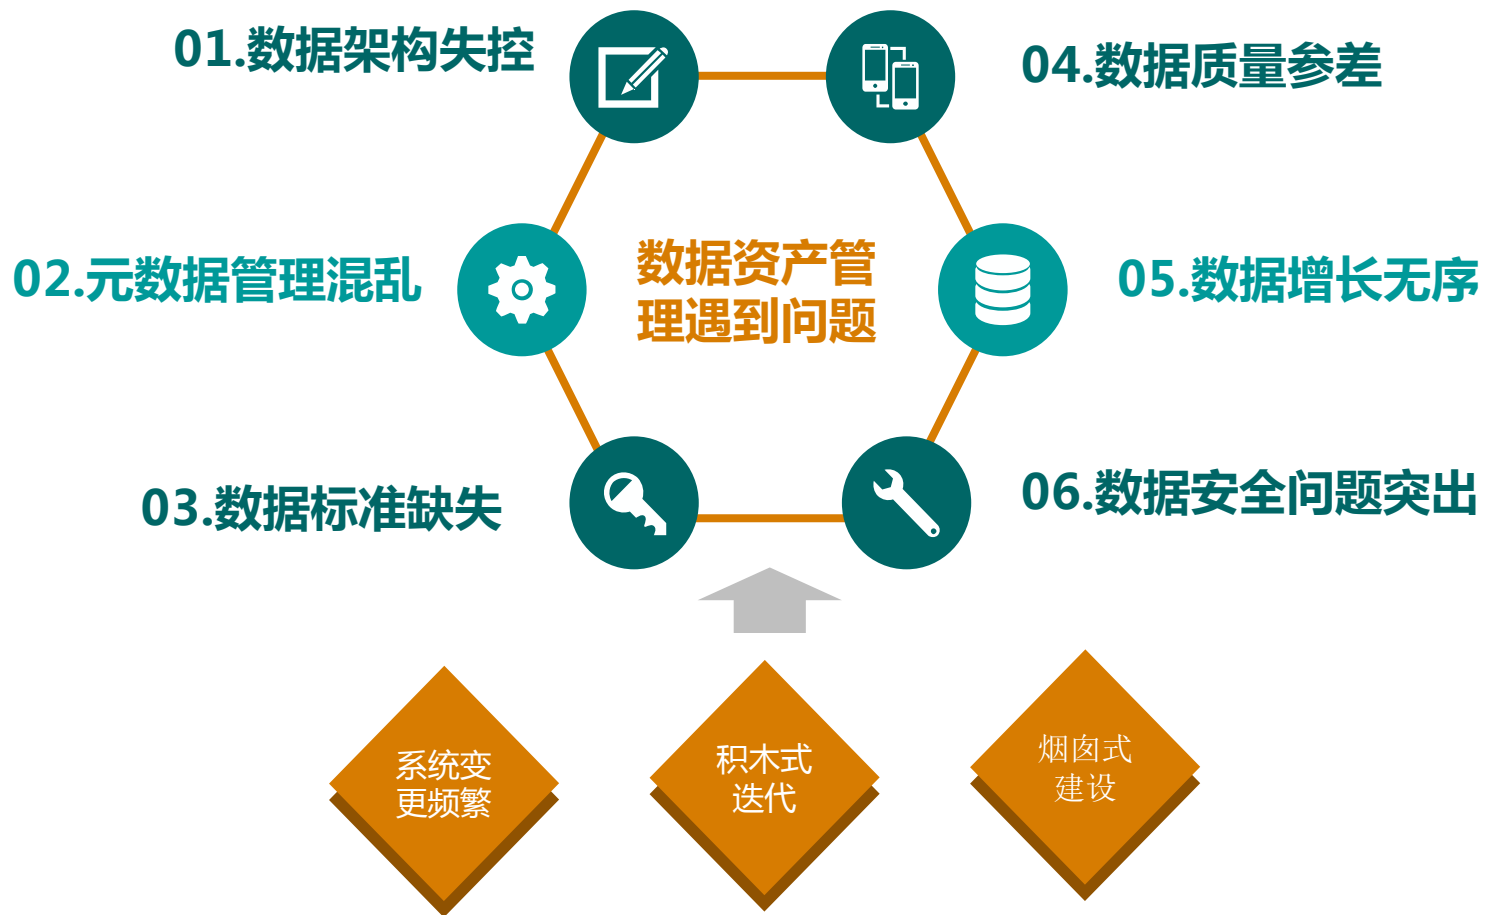 01.数据架构失控
04.数据质量参差
02.元数据管理混乱
数据资产管
理遇到问题
05.数据增长无序
03.数据标准缺失
06.数据安全问题突出
系统变
更频繁
积木式
迭代
烟囱式
建设